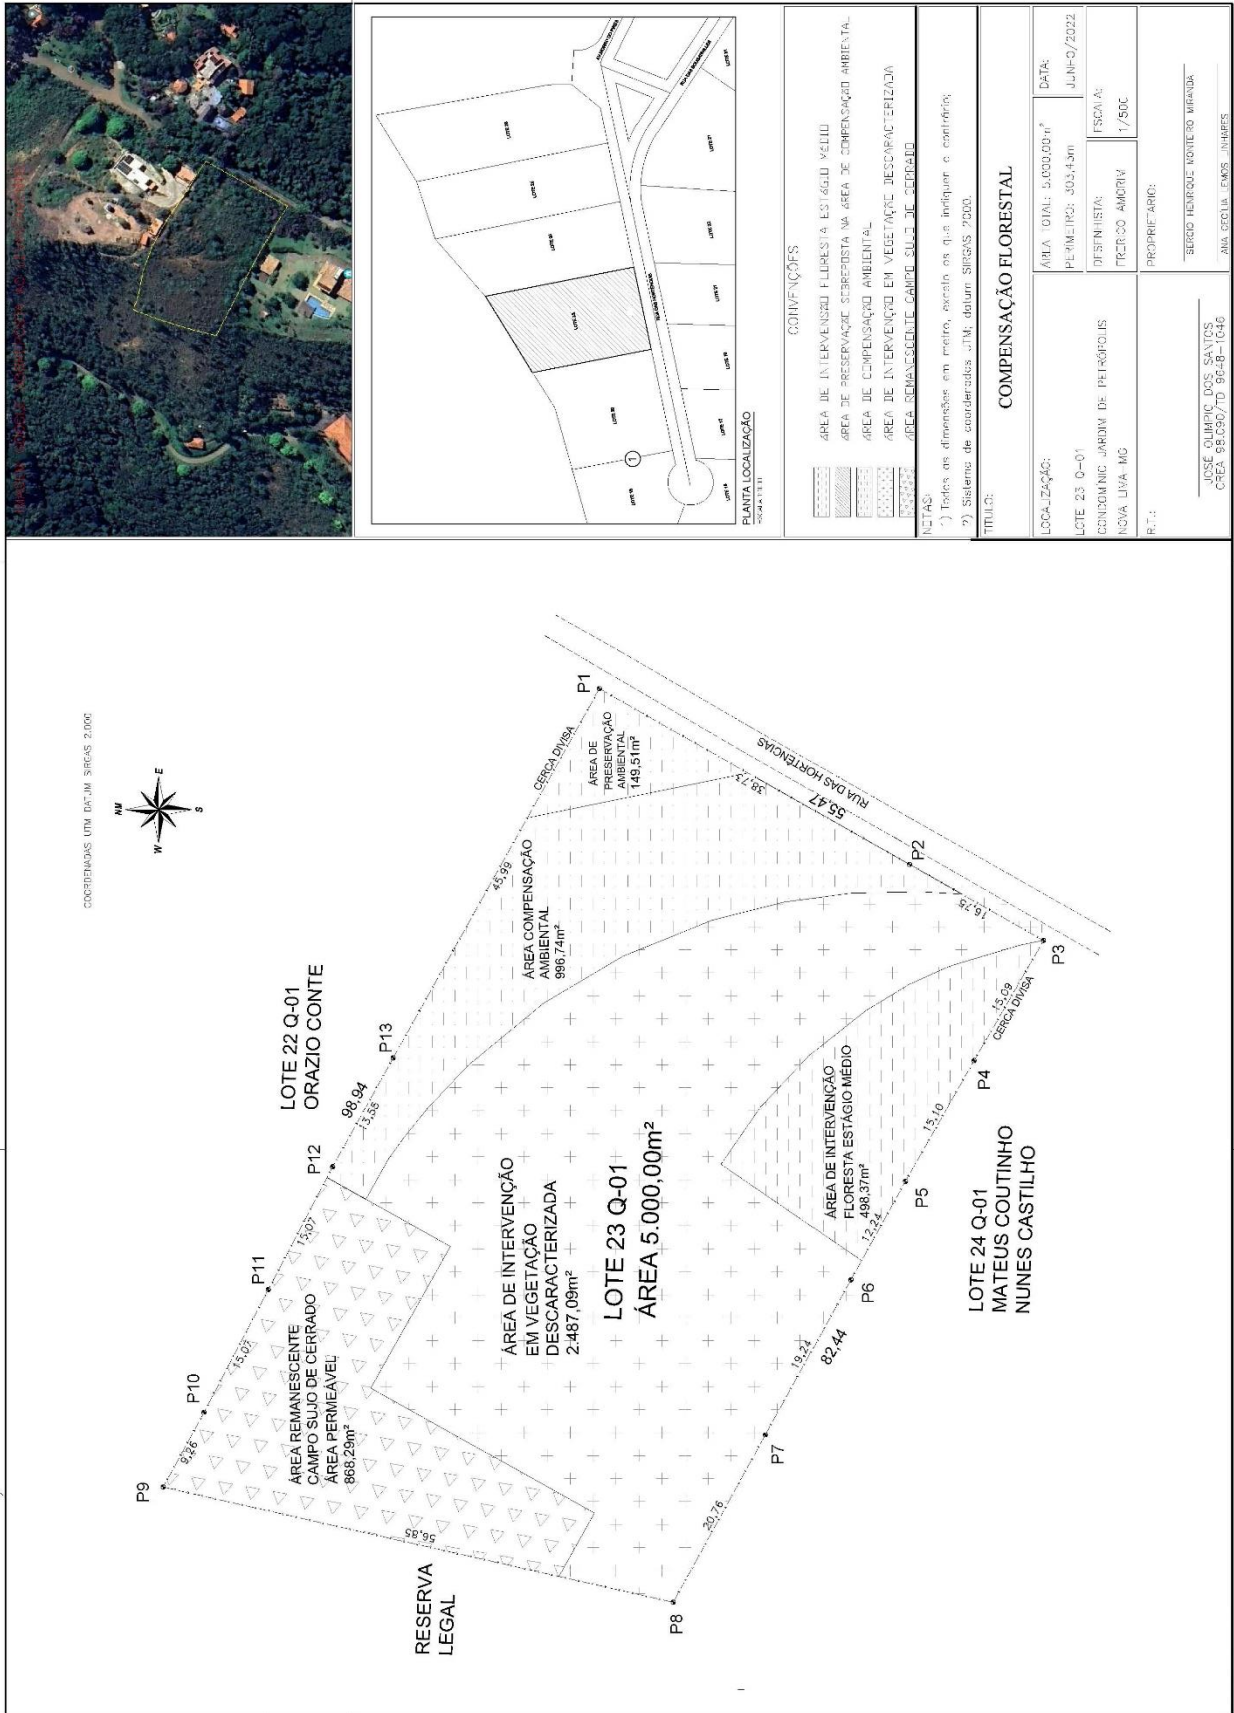 COORDENADAS UTM DATUM SIRGAS 2.000
NM
W
E
S
P1
P2
P3
P4
P5
P6
P7
P8
P9
P10
P11
P12
P13
CERCA DIVISA
ÁREA DE
PRESERVAÇÃO
AMBIENTAL
149,51m²
ÁREA COMPENSAÇÃO
AMBIENTAL
996,74m²
LOTE 22 Q-01
ORAZIO CONTE
98,94
45,99
13,55
15,07
15,07
9,26
56,85
20,76
19,24
82,44
12,24
15,10
15,09
CERCA DIVISA
16,75
55,47
38,73
RUA DAS HORTÊNCIAS
ÁREA REMANESCENTE
CAMPO SUJO DE CERRADO
ÁREA PERMEÁVEL
868,29m²
ÁREA DE INTERVENÇÃO
EM VEGETAÇÃO
DESCARACTERIZADA
2.487,09m²
LOTE 23 Q-01
ÁREA 5.000,00m²
ÁREA DE INTERVENÇÃO
FLORESTA ESTÁGIO MÉDIO
498,37m²
RESERVA
LEGAL
LOTE 24 Q-01
MATEUS COUTINHO
NUNES CASTILHO
1
PLANTA LOCALIZAÇÃO
CONVENÇÕES
ÁREA DE INTERVENSÃO FLORESTA ESTÁGIO MÉDIO
ÁREA DE PRESERVAÇÃO SOBREPOSTA NA ÁREA DE COMPENSAÇÃO AMBIENTAL
ÁREA DE COMPENSAÇÃO AMBIENTAL
ÁREA DE INTERVENÇÃO EM VEGETAÇÃO DESCARACTERIZADA
ÁREA REMANESCENTE CAMPO SUJO DE CERRADO
NOTAS:
1) Todas as dimensões em metro, exceto os que indiquem o contrário;
2) Sistema de coordenadas UTM; datum SIRGAS 2000.
TITULO:
COMPENSAÇÃO FLORESTAL
LOCALIZAÇÃO:
LOTE 23 Q-01
CONDOMÍNIO JARDIM DE PETRÓPOLIS
NOVA LIMA - MG
ÁREA TOTAL: 5.000,00m²
PERIMETRO: 303,43m
DATA:
JUNHO/2022
DESENHISTA:
FREDICO AMORIM
ESCALA:
1/500
R.T.:
JOSÉ OLIMPIO DOS SANTOS
CREA 98.090/TD 9648-1046
PROPRIETARIO:
SERGIO HENRIQUE MONTEIRO MIRANDA
ANA CECILIA LEMOS LINHARES